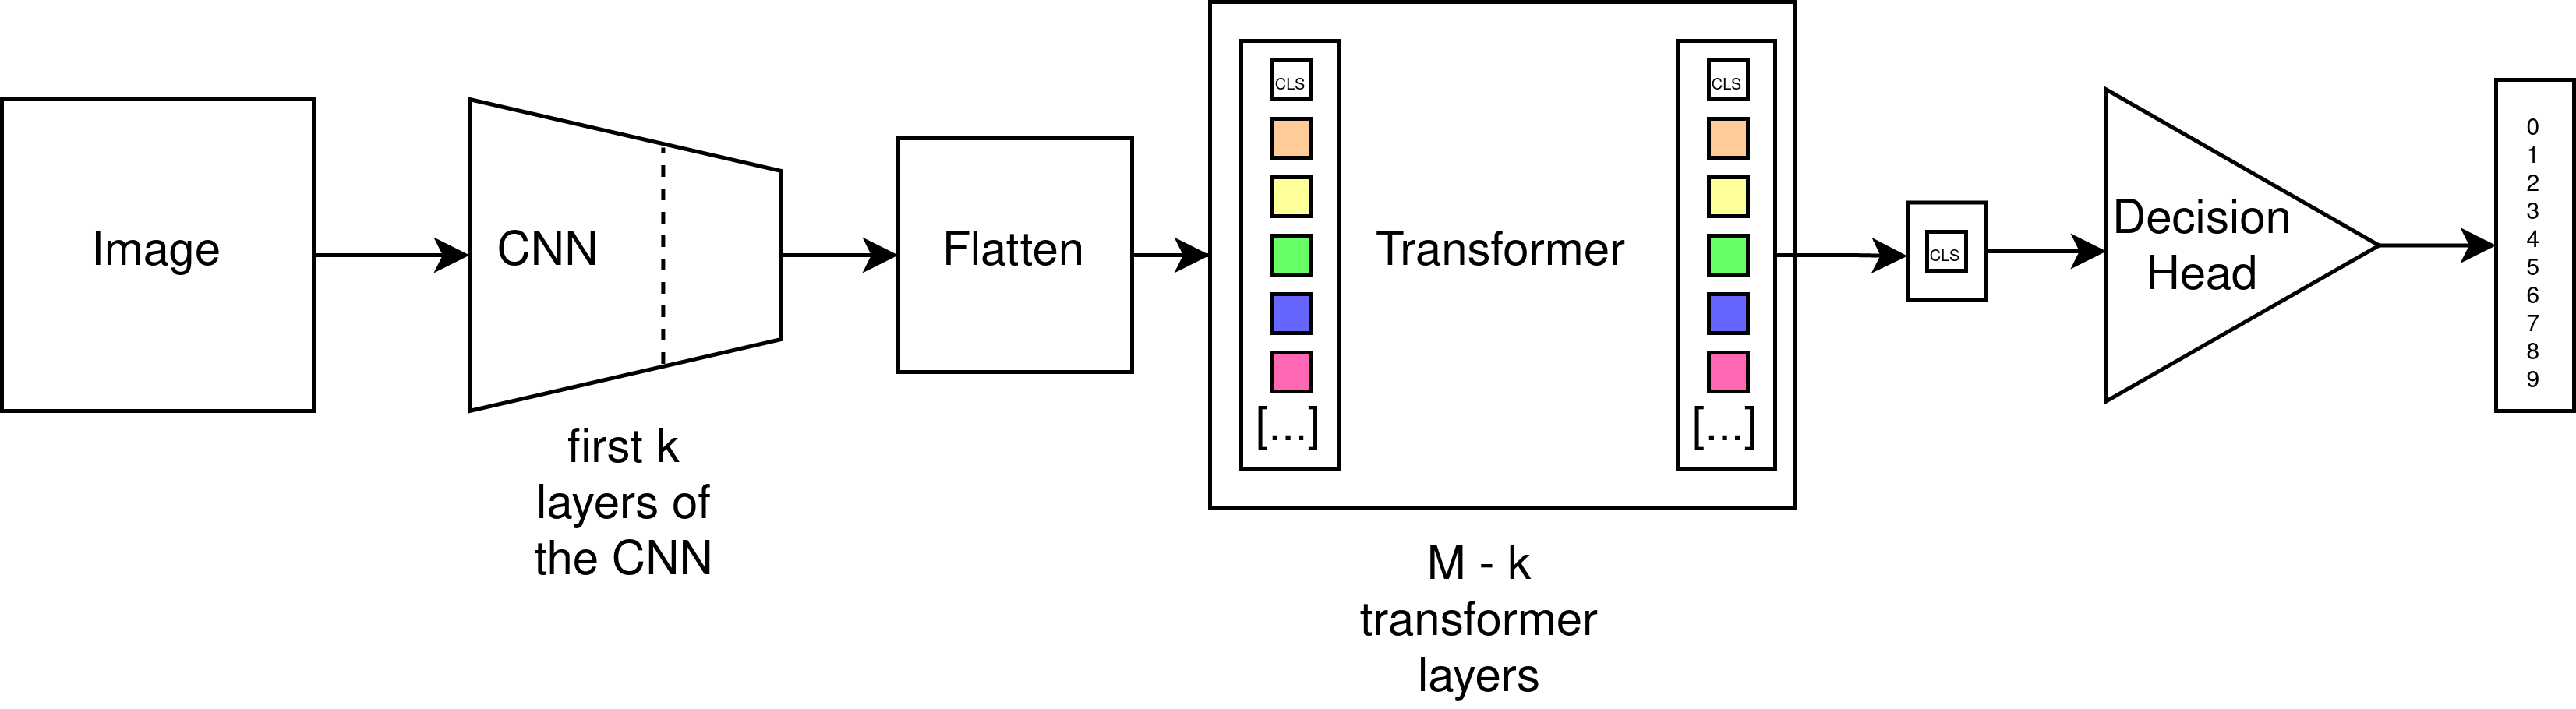 Image
CNN
first k
layers of
the CNN
Flatten
CLS
[...]
Transformer
CLS
[...]
M - k
transformer
layers
CLS
Decision
Head
0
1
2
3
4
5
6
7
8
9